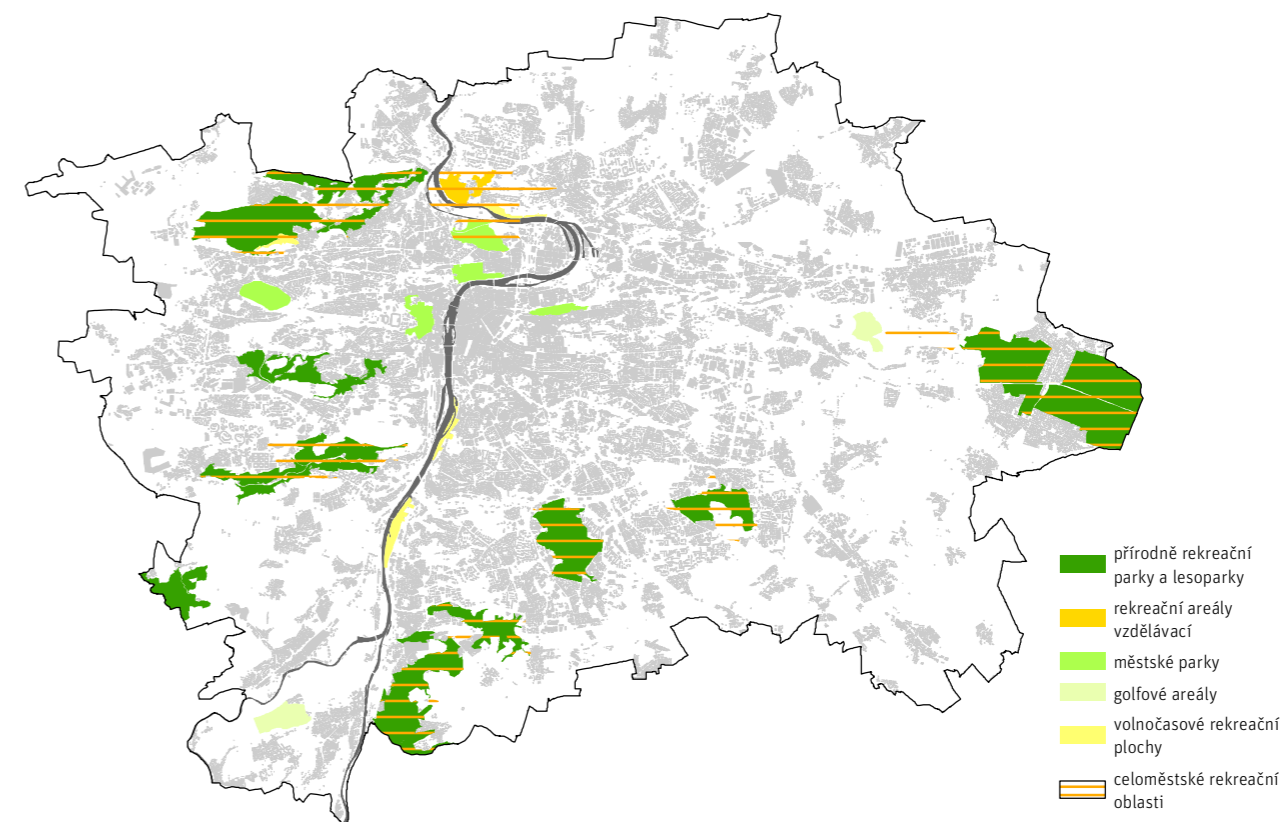 přírodně rekreační
parky a lesoparky
rekreační areály
vzdělávací
městské parky
golfové areály
volnočasové rekreační
plochy
celoměstské rekreační
oblasti